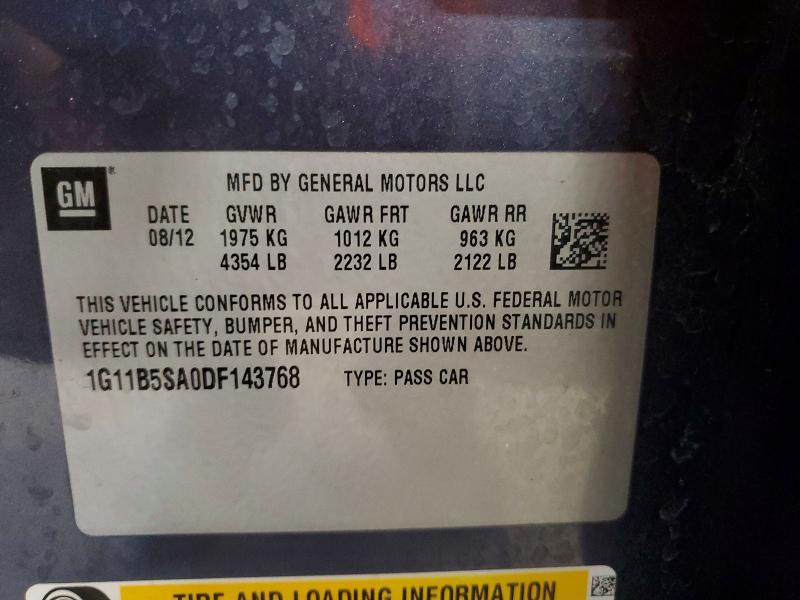 GM®
MFD BY GENERAL MOTORS LLC
DATE GVWR GAWR FRT GAWR RR
08/12 1975 KG 1012 KG 963 KG
4354 LB 2232 LB 2122 LB
THIS VEHICLE CONFORMS TO ALL APPLICABLE U.S. FEDERAL MOTOR
VEHICLE SAFETY, BUMPER, AND THEFT PREVENTION STANDARDS IN
EFFECT ON THE DATE OF MANUFACTURE SHOWN ABOVE.
1G11B5SA0DF143768 TYPE: PASS CAR
TIRE AND LOADING INFORMATION